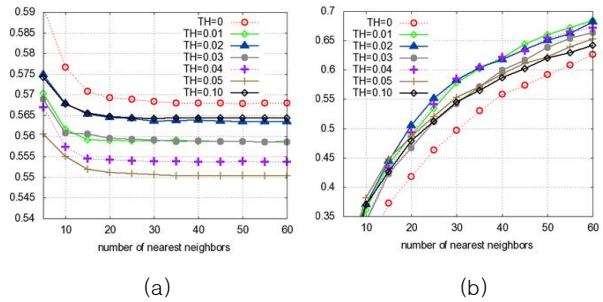 0.59
0.585
0.58
0.575
0.57
0.565
0.56
0.555
0.55
0.545
0.54
TH=0
TH=0.01
TH=0.02
TH=0.03
TH=0.04
TH=0.05
TH=0.10
10 20 30 40 50 60
number of nearest neighbors
(a)
0.7
0.65
0.6
0.55
0.5
0.45
0.4
0.35
TH=0
TH=0.01
TH=0.02
TH=0.03
TH=0.04
TH=0.05
TH=0.10
10 20 30 40 50 60
number of nearest neighbors
(b)